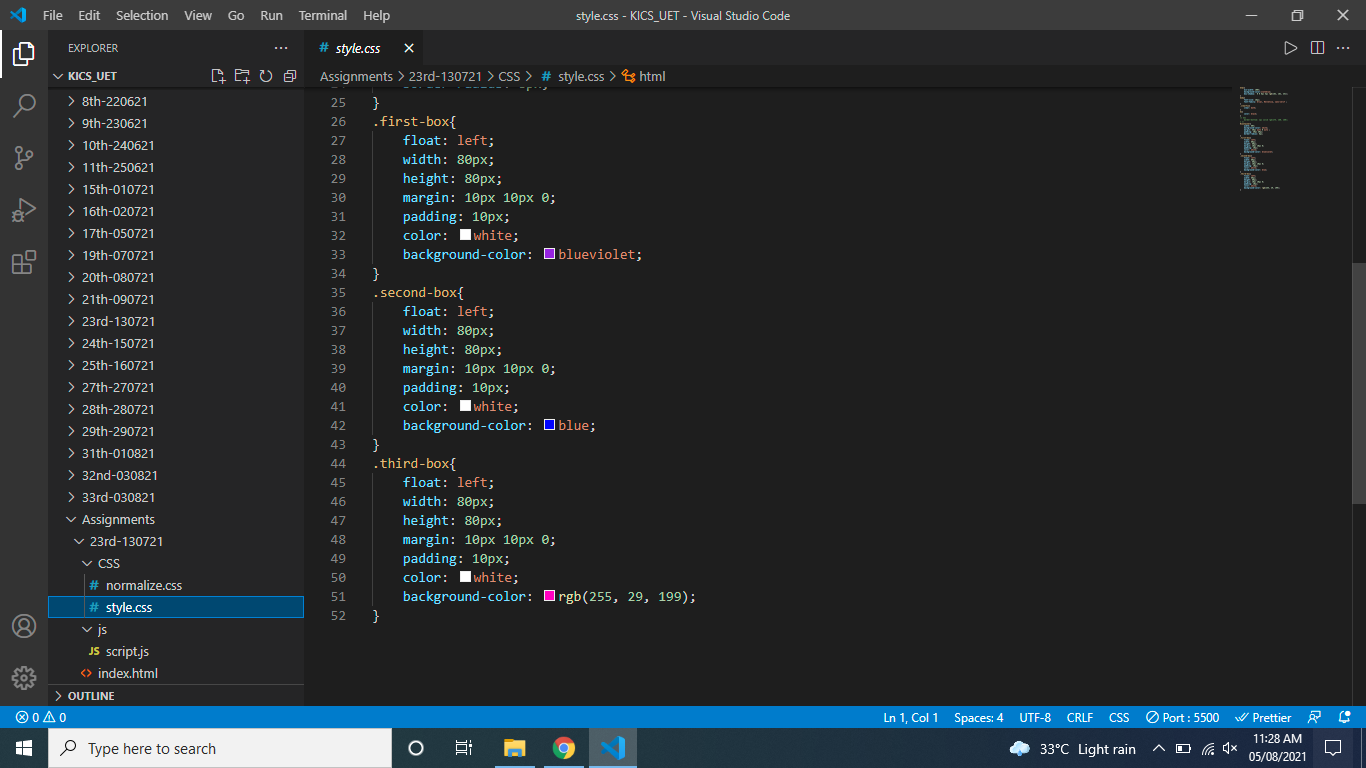 File Edit Selection View Go Run Terminal Help style.css - KICS_UET - Visual Studio Code
EXPLORER
KICS_UET
8th-220621
9th-230621
10th-240621
11th-250621
15th-010721
16th-020721
17th-050721
19th-070721
20th-080721
21th-090721
23rd-130721
24th-150721
25th-160721
27th-270721
28th-280721
29th-290721
31th-010821
32nd-030821
33rd-030821
Assignments
23rd-130721
CSS
# normalize.css
# style.css
js
JS script.js
<> index.html
OUTLINE
# style.css
Assignments > 23rd-130721 > CSS > # style.css > html
25 }
26 .first-box{
27 float: left;
28 width: 80px;
29 height: 80px;
30 margin: 10px 10px 0;
31 padding: 10px;
32 color: white;
33 background-color: blueviolet;
34 }
35 .second-box{
36 float: left;
37 width: 80px;
38 height: 80px;
39 margin: 10px 10px 0;
40 padding: 10px;
41 color: white;
42 background-color: blue;
43 }
44 .third-box{
45 float: left;
46 width: 80px;
47 height: 80px;
48 margin: 10px 10px 0;
49 padding: 10px;
50 color: white;
51 background-color: rgb(255, 29, 199);
52 }
0 0 Ln 1, Col 1 Spaces: 4 UTF-8 CRLF CSS Port : 5500 Prettier
Type here to search
33°C Light rain
11:28 AM
05/08/2021